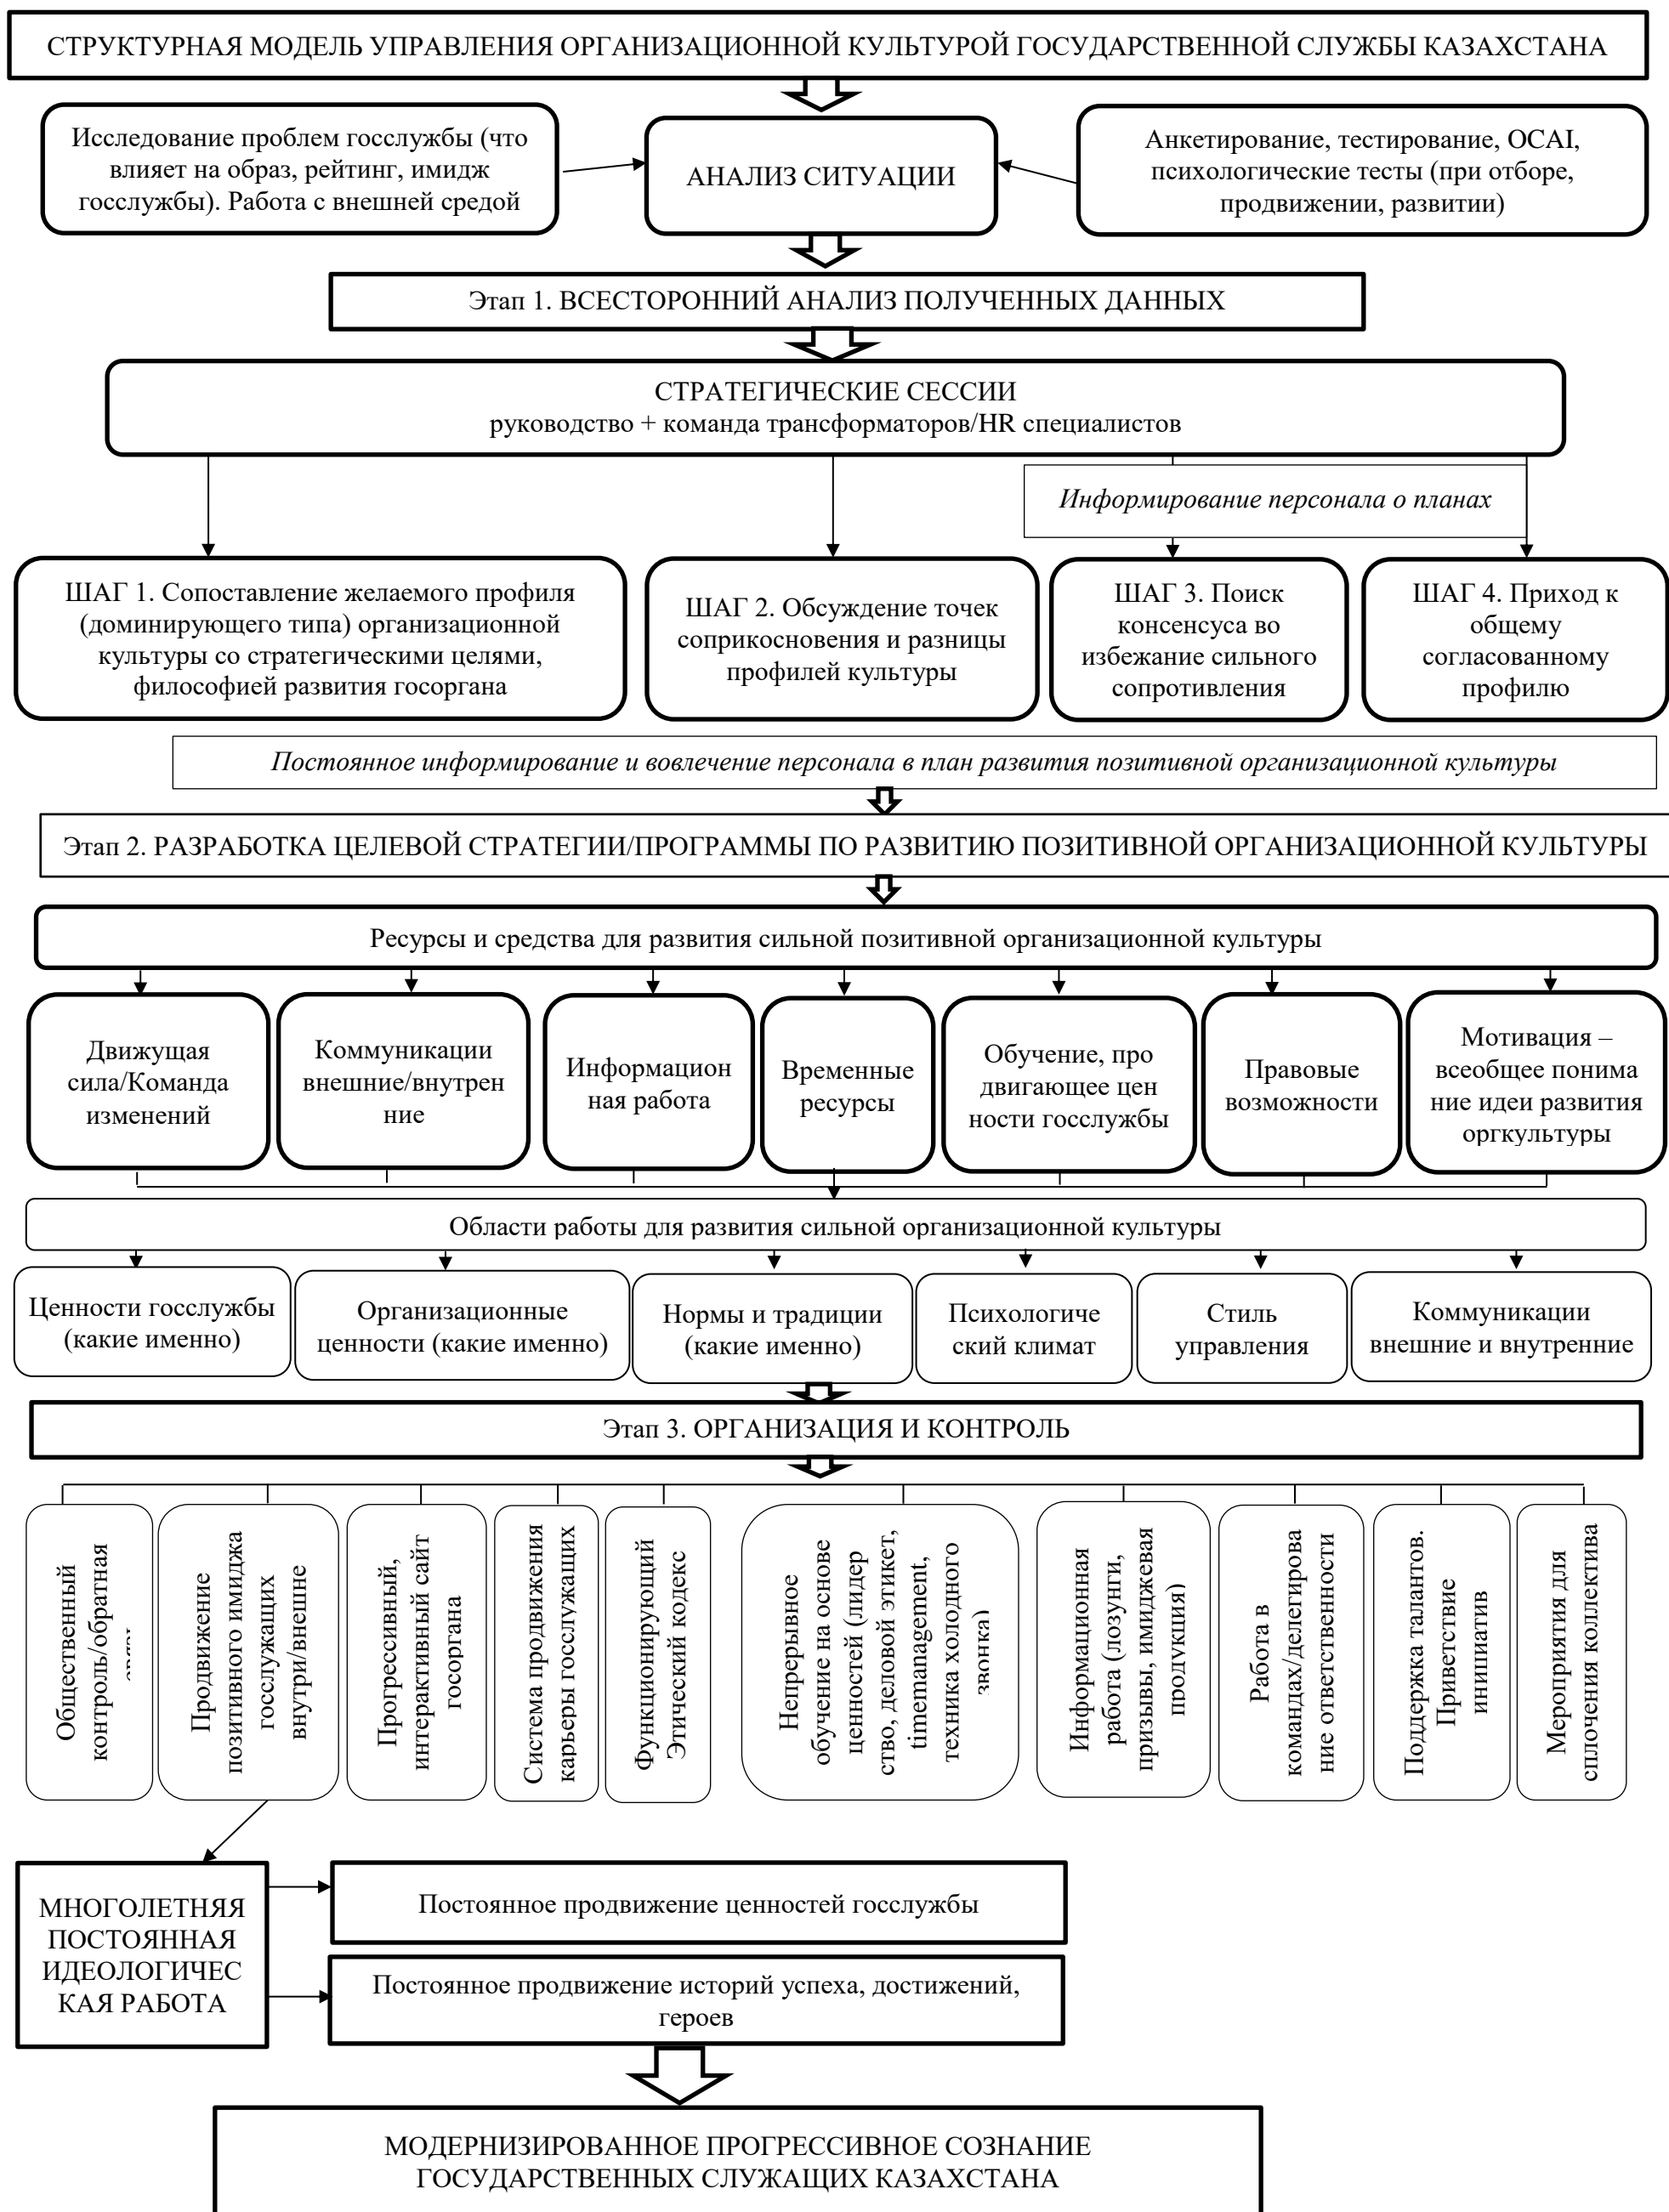 СТРУКТУРНАЯ МОДЕЛЬ УПРАВЛЕНИЯ ОРГАНИЗАЦИОННОЙ КУЛЬТУРОЙ ГОСУДАРСТВЕННОЙ СЛУЖБЫ КАЗАХСТАНА
Исследование проблем госслужбы (что
влияет на образ, рейтинг, имидж
госслужбы). Работа с внешней средой
АНАЛИЗ СИТУАЦИИ
Анкетирование, тестирование, OCAI,
психологические тесты (при отборе,
продвижении, развитии)
Этап 1. ВСЕСТОРОННИЙ АНАЛИЗ ПОЛУЧЕННЫХ ДАННЫХ
СТРАТЕГИЧЕСКИЕ СЕССИИ
руководство + команда трансформаторов/HR специалистов
Информирование персонала о планах
ШАГ 1. Сопоставление желаемого профиля
(доминирующего типа) организационной
культуры со стратегическими целями,
философией развития госоргана
ШАГ 2. Обсуждение точек
соприкосновения и разницы
профилей культуры
ШАГ 3. Поиск
консенсуса во
избежание сильного
сопротивления
ШАГ 4. Приход к
общему
согласованному
профилю
Постоянное информирование и вовлечение персонала в план развития позитивной организационной культуры
Этап 2. РАЗРАБОТКА ЦЕЛЕВОЙ СТРАТЕГИИ/ПРОГРАММЫ ПО РАЗВИТИЮ ПОЗИТИВНОЙ ОРГАНИЗАЦИОННОЙ КУЛЬТУРЫ
Ресурсы и средства для развития сильной позитивной организационной культуры
Движущая
сила/Команда
изменений
Коммуникации
внешние/внутрен
ние
Информацион
ная работа
Временные
ресурсы
Обучение, про
двигающее цен
ности госслужбы
Правовые
возможности
Мотивация –
всеобщее понима
ние идеи развития
оргкультуры
Области работы для развития сильной организационной культуры
Ценности госслужбы
(какие именно)
Организационные
ценности (какие именно)
Нормы и традиции
(какие именно)
Психологиче
ский климат
Стиль
управления
Коммуникации
внешние и внутренние
Этап 3. ОРГАНИЗАЦИЯ И КОНТРОЛЬ
Общественный
контроль/обратная
Продвижение
позитивного имиджа
госслужащих
внутри/внешне
Прогрессивный,
интерактивный сайт
госоргана
Система продвижения
карьеры госслужащих
Функционирующий
Этический кодекс
Непрерывное
обучение на основе
ценностей (лидер
ство, деловой этикет,
timemanagement,
техника холодного
звонка)
Информационная
работа (лозунги,
призывы, имиджевая
продукция)
Работа в
командах/делегирова
ние ответственности
Поддержка талантов.
Приветствие
инициатив
Мероприятия для
сплочения коллектива
МНОГОЛЕТНЯЯ
ПОСТОЯННАЯ
ИДЕОЛОГИЧЕС
КАЯ РАБОТА
Постоянное продвижение ценностей госслужбы
Постоянное продвижение историй успеха, достижений,
героев
МОДЕРНИЗИРОВАННОЕ ПРОГРЕССИВНОЕ СОЗНАНИЕ
ГОСУДАРСТВЕННЫХ СЛУЖАЩИХ КАЗАХСТАНА